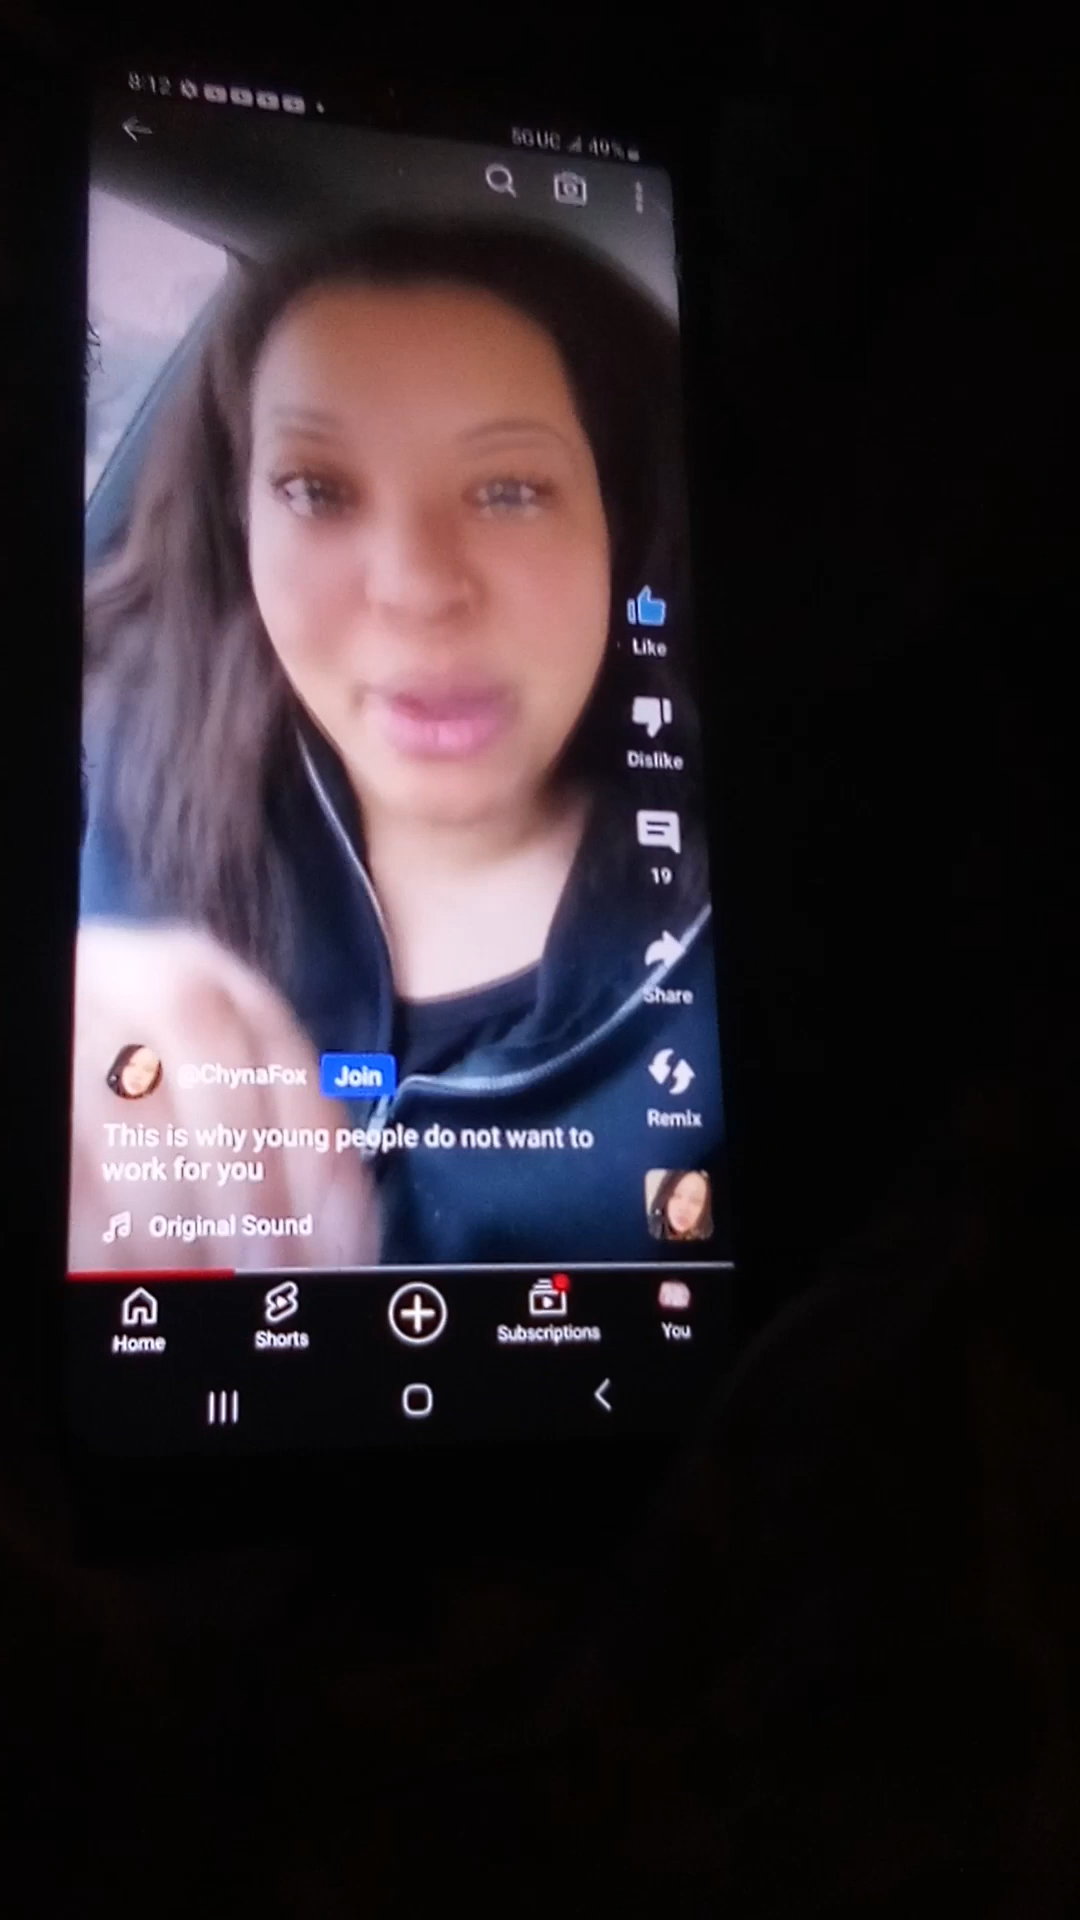 8:12
5G UC 49%
Like
Dislike
19
Share
@ChynaFox Join
Remix
This is why young people do not want to
work for you
Original Sound
Home Shorts Subscriptions You